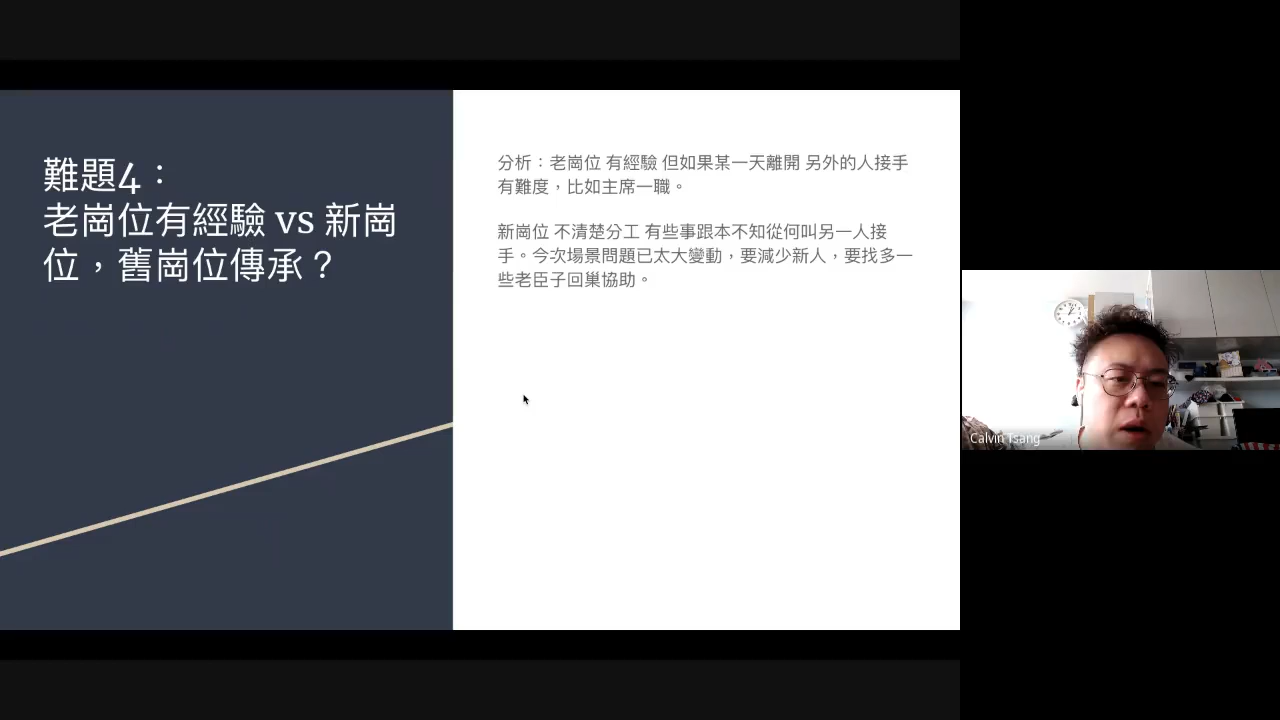 難題4：
老崗位有經驗 vs 新崗
位，舊崗位傳承？
分析：老崗位 有經驗 但如果某一天離開 另外的人接手
有難度，比如主席一職。
新崗位 不清楚分工 有些事跟本不知從何叫另一人接
手。今次場景問題已太大變動，要減少新人，要找多一
些老臣子回巢協助。
Calvin Tsang